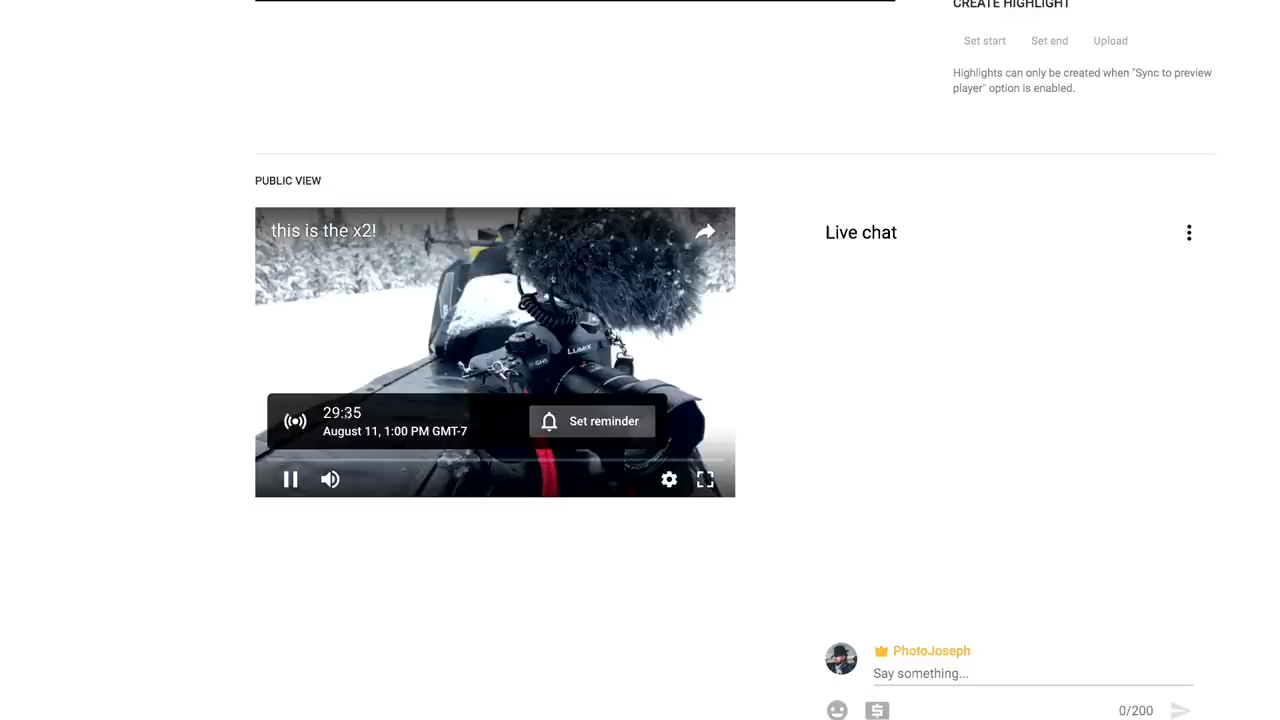 CREATE HIGHLIGHT
Set start Set end Upload
Highlights can only be created when "Sync to preview
player" option is enabled.
PUBLIC VIEW
this is the x2!
Live chat
LUMIX
GH5
29:35
August 11, 1:00 PM GMT-7
Set reminder
PhotoJoseph
Say something...
0/200